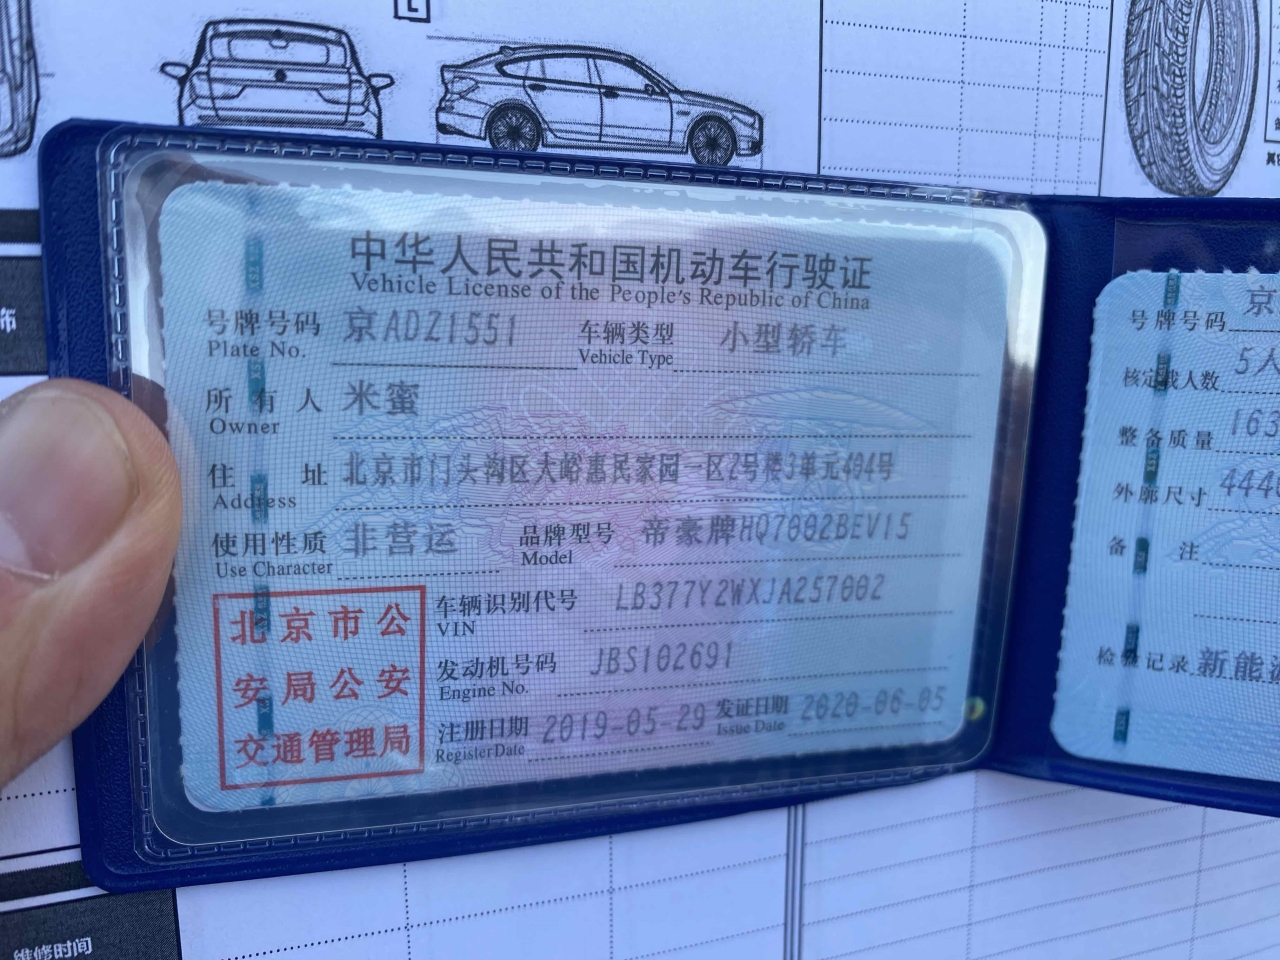 L
中华人民共和国机动车行驶证
Vehicle License of the People's Republic of China
号牌号码 京ADZ1551 车辆类型 小型轿车
Plate No. Vehicle Type
所有人 米蜜
Owner
住址 北京市门头沟区大峪惠民家园一区2号楼3单元404号
Address
使用性质 非营运 品牌型号 帝豪牌HQ7002BEV15
Use Character Model
车辆识别代号 LB377Y2WXJA257002
VIN
发动机号码 JBS102691
Engine No.
注册日期 2019-05-29 发证日期 2020-06-05
Register Date Issue Date
北京市公
安局公安
交通管理局
号牌号码 京
核定载人数 5人
整备质量 163
外廓尺寸 444
备注
检验记录 新能源
维修时间